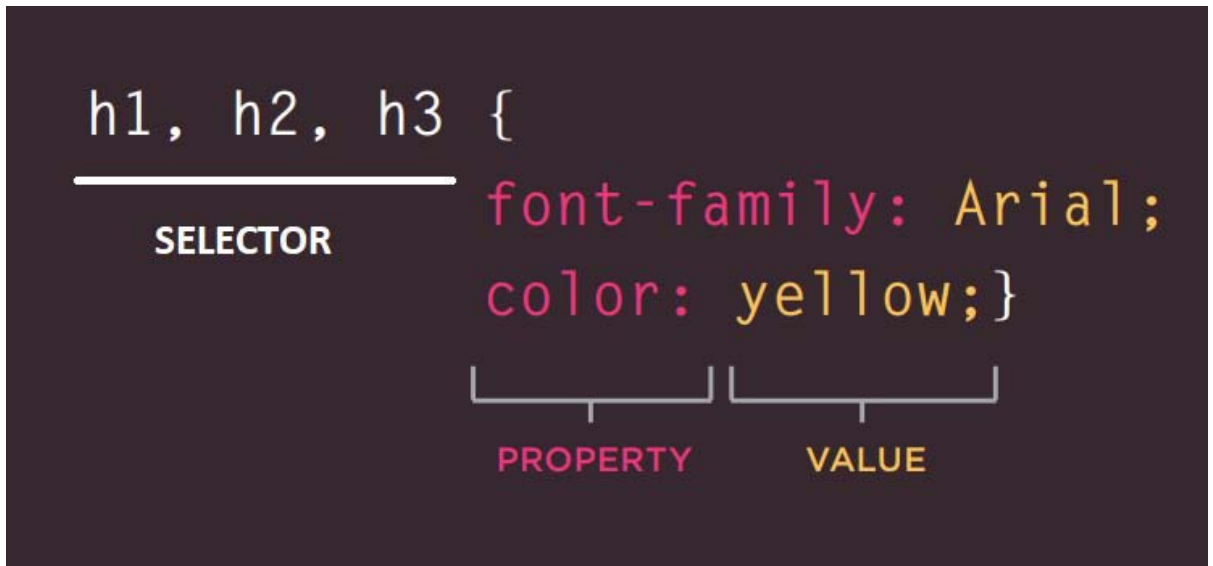 h1, h2, h3 {
SELECTOR
font-family: Arial;
color: yellow;}
PROPERTY VALUE